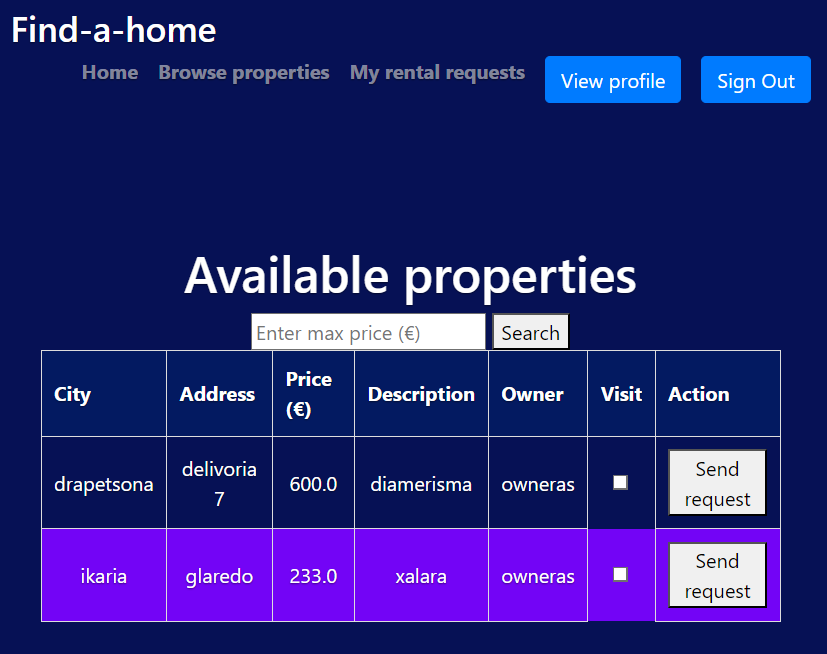 Find-a-home
Home Browse properties My rental requests View profile Sign Out
Available properties
Enter max price (€) Search
City Address Price (€) Description Owner Visit Action
drapetsona delivoria 7 600.0 diamerisma owneras Send request
ikaria glaredo 233.0 xalara owneras Send request